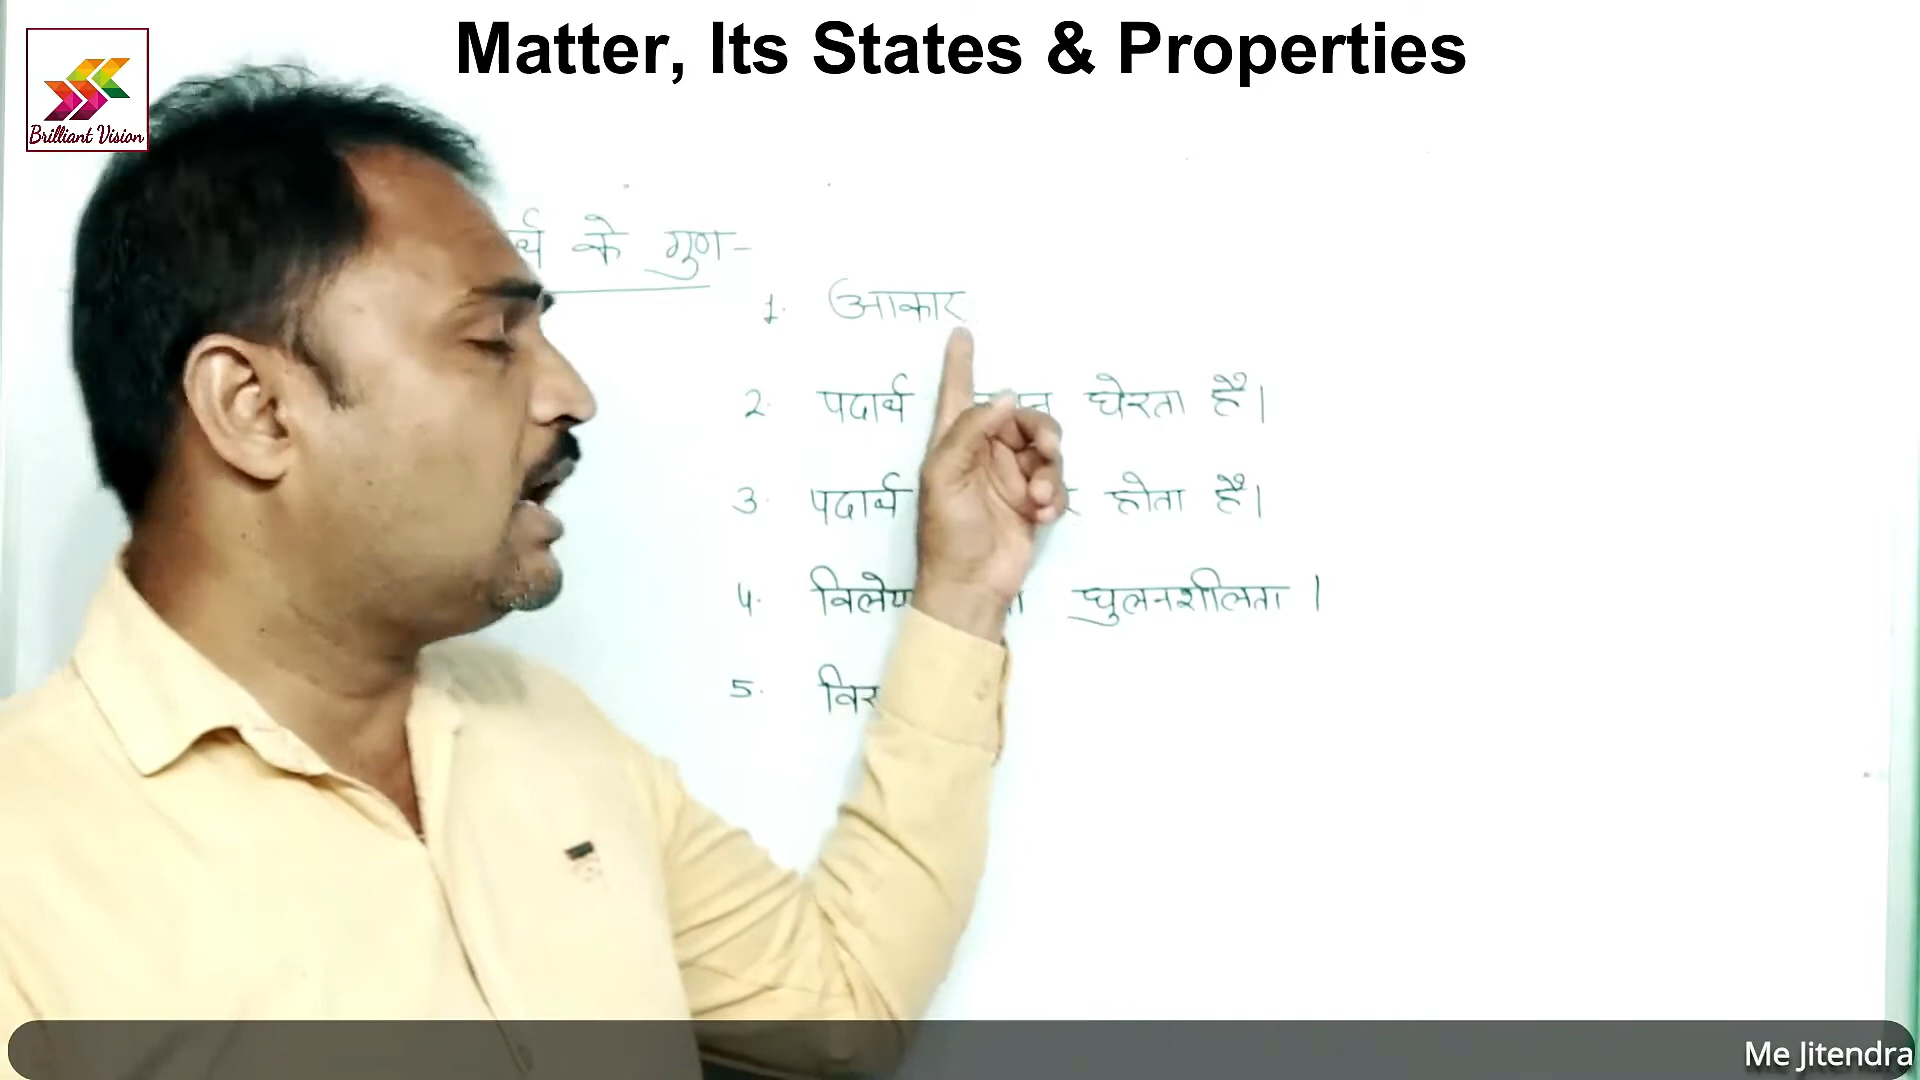 Matter, Its States & Properties
Brilliant Vision
के गुण-
1. आकार
2. पदार्थ घेरता है।
3. पदार्थ होता है।
4. घुलनशीलता ।
5.
Me Jitendra